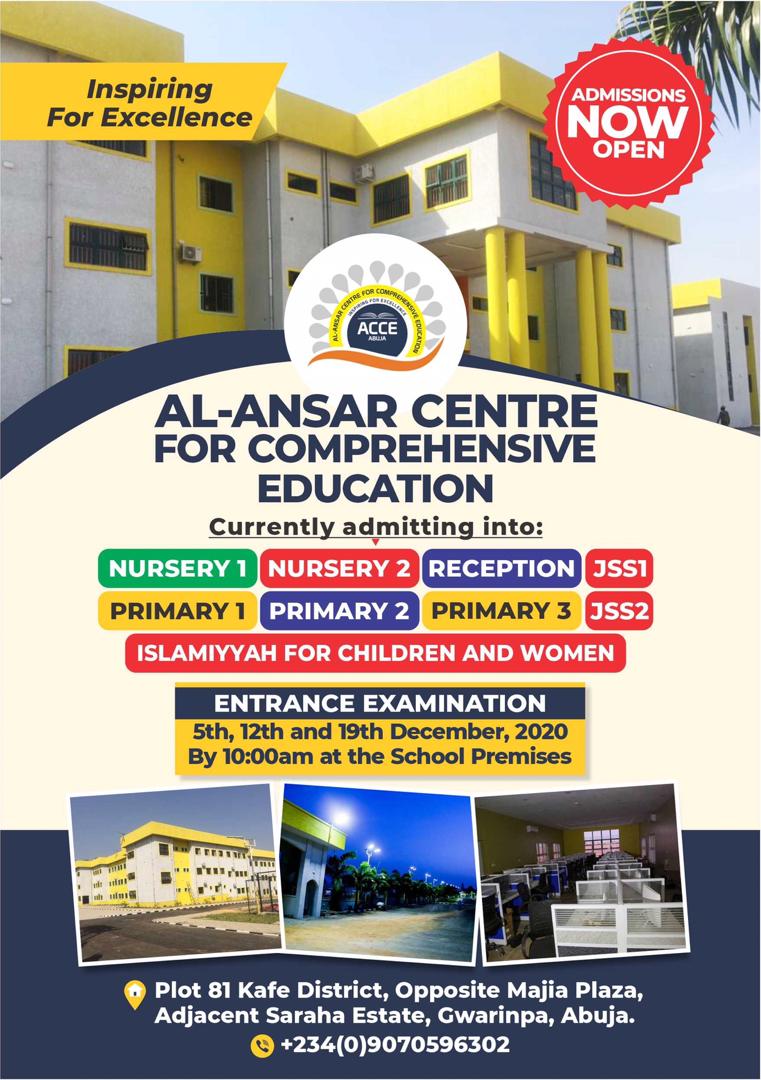 Inspiring
For Excellence
ADMISSIONS
NOW
OPEN
AL-ANSAR CENTRE FOR COMPREHENSIVE EDUCATION
INSPIRING FOR EXCELLENCE
ACCE
ABUJA
AL-ANSAR CENTRE
FOR COMPREHENSIVE
EDUCATION
Currently admitting into:
NURSERY 1 NURSERY 2 RECEPTION JSS1
PRIMARY 1 PRIMARY 2 PRIMARY 3 JSS2
ISLAMIYYAH FOR CHILDREN AND WOMEN
ENTRANCE EXAMINATION
5th, 12th and 19th December, 2020
By 10:00am at the School Premises
Plot 81 Kafe District, Opposite Majia Plaza,
Adjacent Saraha Estate, Gwarinpa, Abuja.
+234(0)9070596302